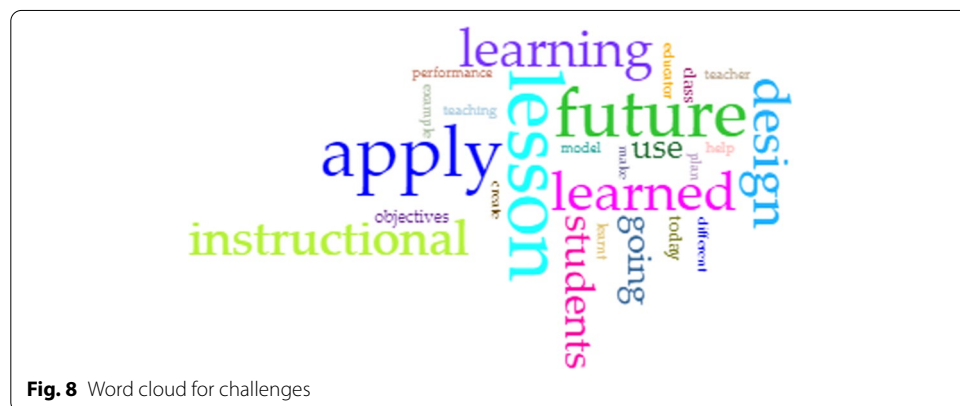 learning
performance
educator
class
teacher
example
teaching
lesson
future
design
apply
model
make
use
plan
help
create
learned
objectives
instructional
students
learnt
going
today
different
Fig. 8 Word cloud for challenges